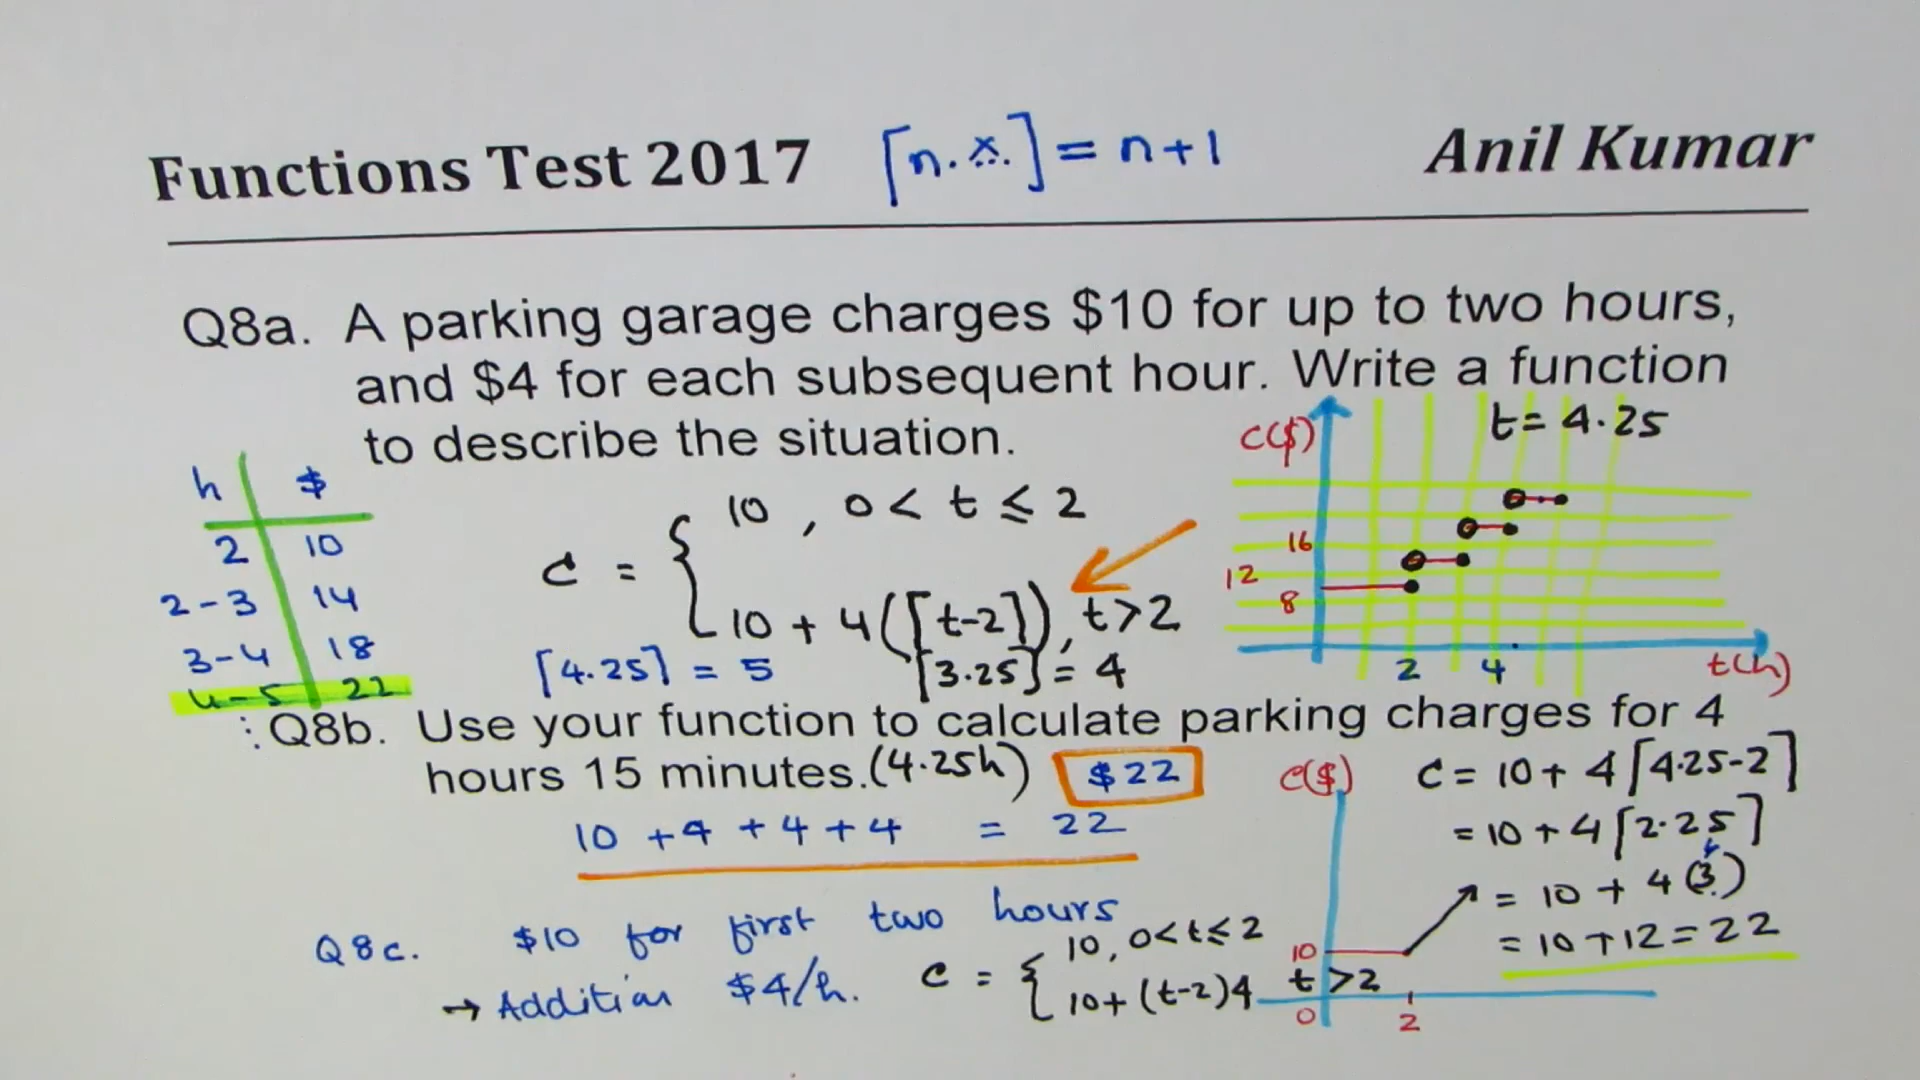 Functions Test 2017 ⌈n.x..⌉ = n+1 Anil Kumar
Q8a. A parking garage charges $10 for up to two hours,
and $4 for each subsequent hour. Write a function
to describe the situation.
t = 4.25
h $
2 10
2-3 14
3-4 18
4-5 22
C = { 10 , 0 < t ≤ 2
10 + 4(⌈t-2⌉), t>2
⌈4.25⌉ = 5 ⌈3.25⌉ = 4
C($)
16
12
8
2 4 t(h)
:Q8b. Use your function to calculate parking charges for 4
hours 15 minutes. (4.25h) $22
10 + 4 + 4 + 4 = 22
C = 10 + 4⌈4.25-2⌉
= 10 + 4⌈2.25⌉
= 10 + 4(3.)
= 10+12 = 22
Q8c. $10 for first two hours
→ Addition $4/h.
C = { 10, 0<t≤2
10+(t-2)4 t>2
C($)
10
0 2